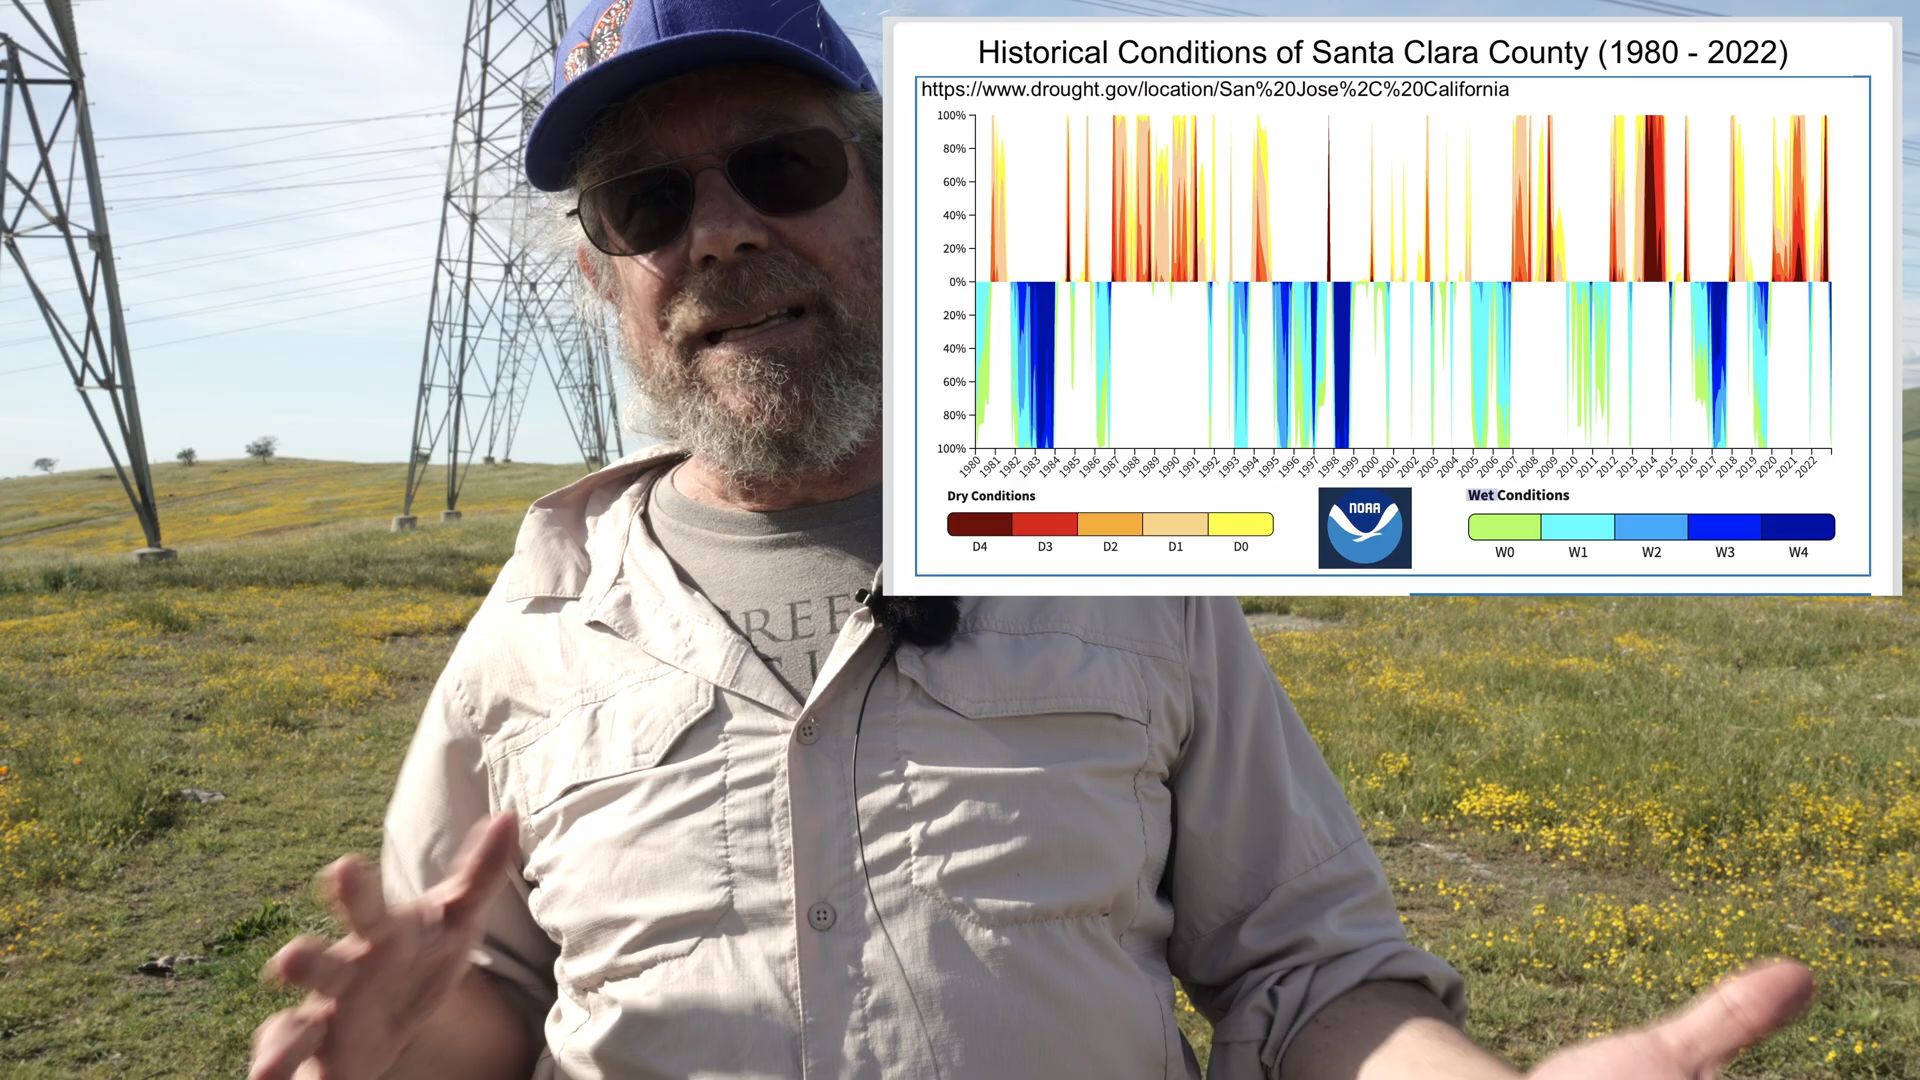 Historical Conditions of Santa Clara County (1980 - 2022)
https://www.drought.gov/location/San%20Jose%2C%20California
100%
80%
60%
40%
20%
0%
20%
40%
60%
80%
100%
1980 1981 1982 1983 1984 1985 1986 1987 1988 1989 1990 1991 1992 1993 1994 1995 1996 1997 1998 1999 2000 2001 2002 2003 2004 2005 2006 2007 2008 2009 2010 2011 2012 2013 2014 2015 2016 2017 2018 2019 2020 2021 2022
Dry Conditions
D4 D3 D2 D1 D0
NOAA
Wet Conditions
W0 W1 W2 W3 W4
REE